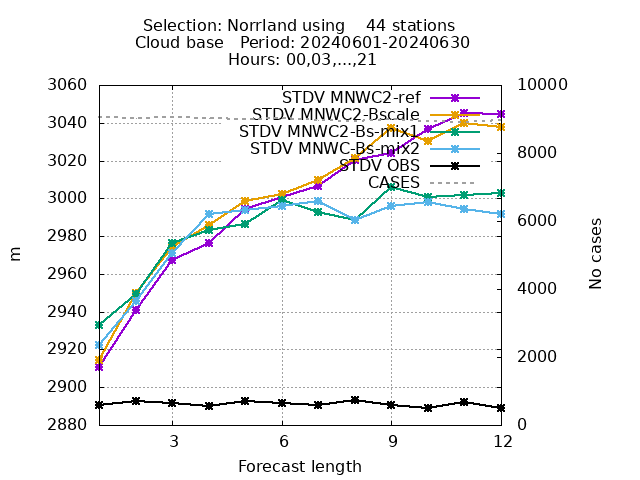 Selection: Norrland using    44 stations
Cloud base   Period: 20240601-20240630
Hours: 00,03,...,21
STDV MNWC2-ref
STDV MNWC2-Bscale
STDV MNWC2-Bs-mix1
STDV MNWC-Bs-mix2
STDV OBS
CASES
3060
3040
3020
3000
2980
2960
2940
2920
2900
2880
m
10000
8000
6000
4000
2000
0
No cases
3
6
9
12
Forecast length